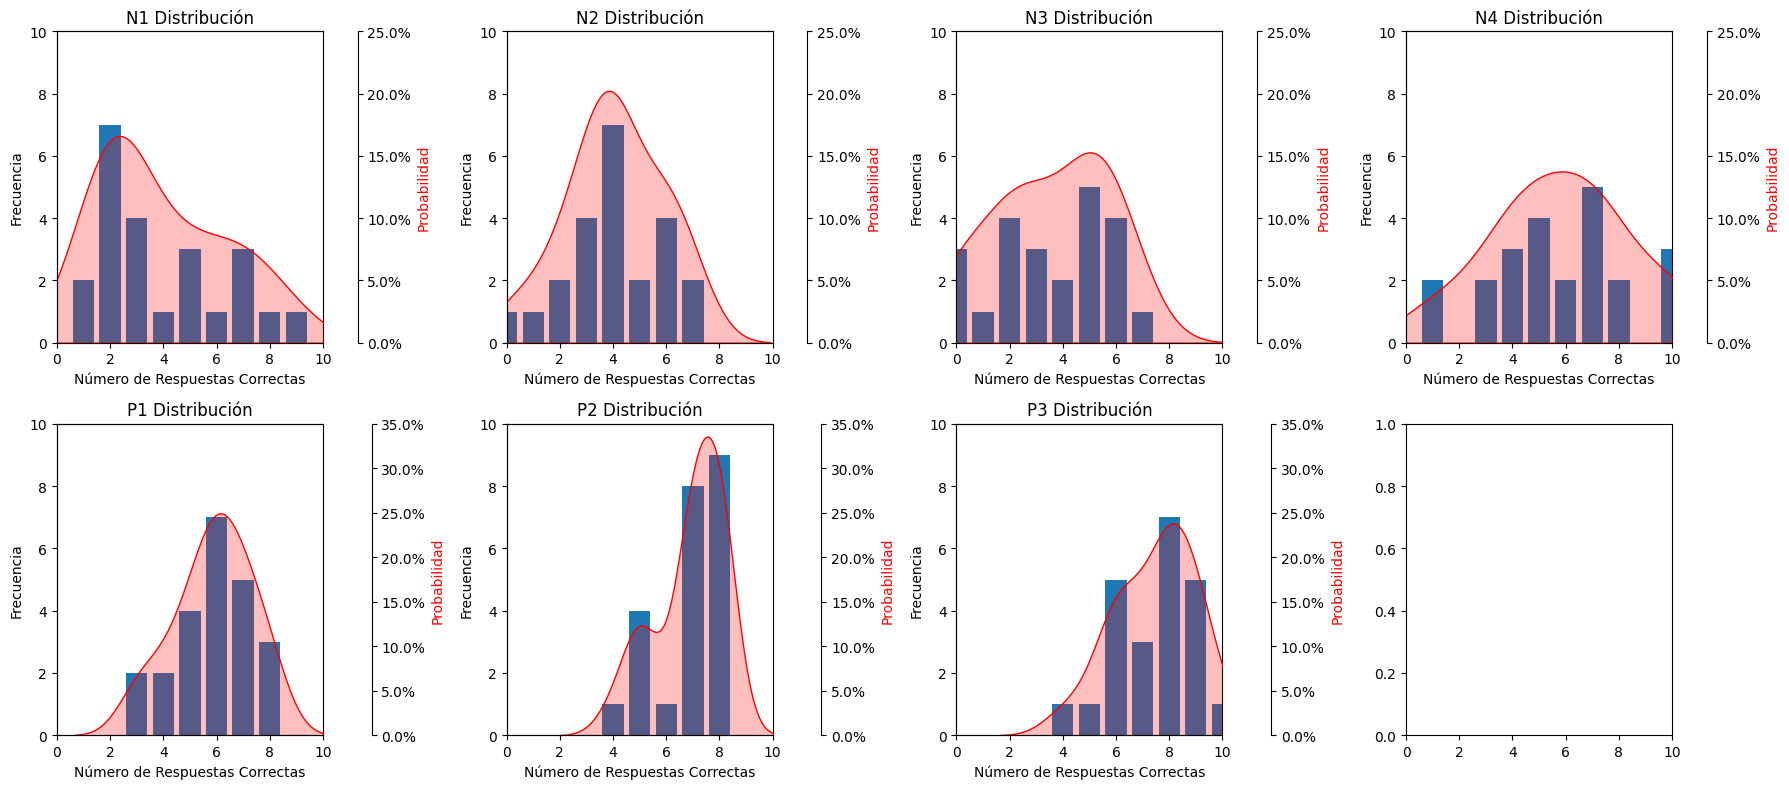 N1 Distribución
N2 Distribución
N3 Distribución
N4 Distribución
10
8
6
4
2
0
Frecuencia
0 2 4 6 8 10
Número de Respuestas Correctas
25.0%
20.0%
15.0%
10.0%
5.0%
0.0%
Probabilidad
10
8
6
4
2
0
Frecuencia
0 2 4 6 8 10
Número de Respuestas Correctas
25.0%
20.0%
15.0%
10.0%
5.0%
0.0%
Probabilidad
10
8
6
4
2
0
Frecuencia
0 2 4 6 8 10
Número de Respuestas Correctas
25.0%
20.0%
15.0%
10.0%
5.0%
0.0%
Probabilidad
10
8
6
4
2
0
Frecuencia
0 2 4 6 8 10
Número de Respuestas Correctas
25.0%
20.0%
15.0%
10.0%
5.0%
0.0%
Probabilidad
P1 Distribución
P2 Distribución
P3 Distribución
10
8
6
4
2
0
Frecuencia
0 2 4 6 8 10
Número de Respuestas Correctas
35.0%
30.0%
25.0%
20.0%
15.0%
10.0%
5.0%
0.0%
Probabilidad
10
8
6
4
2
0
Frecuencia
0 2 4 6 8 10
Número de Respuestas Correctas
35.0%
30.0%
25.0%
20.0%
15.0%
10.0%
5.0%
0.0%
Probabilidad
10
8
6
4
2
0
Frecuencia
0 2 4 6 8 10
Número de Respuestas Correctas
35.0%
30.0%
25.0%
20.0%
15.0%
10.0%
5.0%
0.0%
Probabilidad
1.0
0.8
0.6
0.4
0.2
0.0
0 2 4 6 8 10